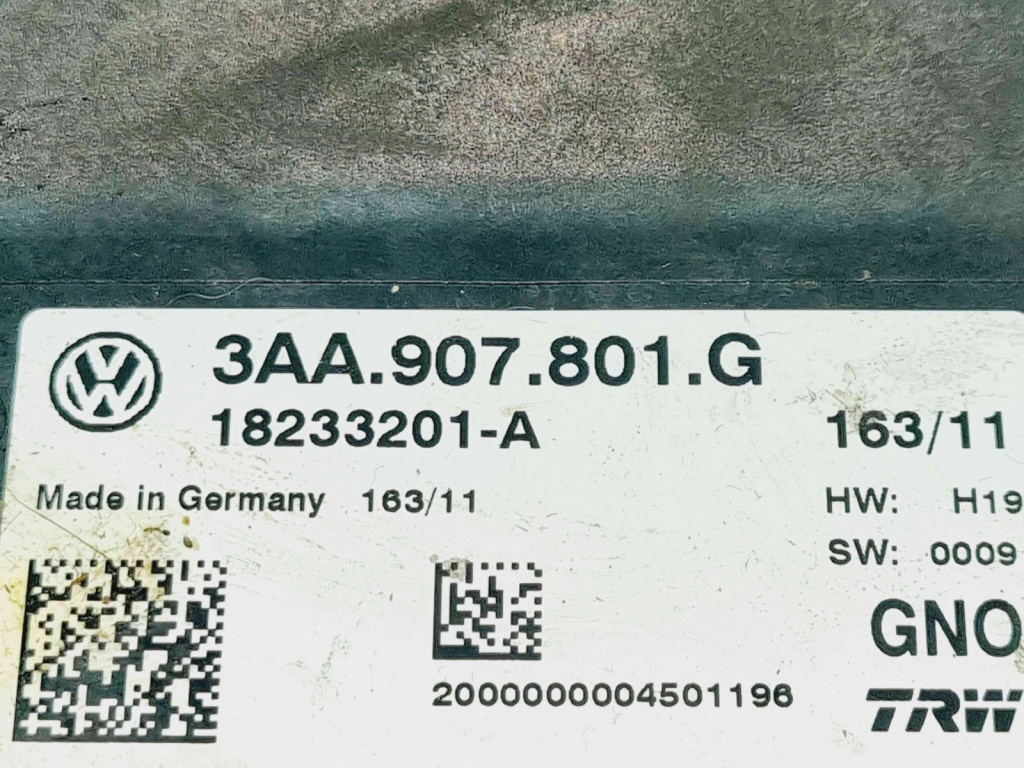 3AA.907.801.G
18233201-A 163/11
Made in Germany 163/11
HW: H19
SW: 0009
GNO
2000000004501196
TRW